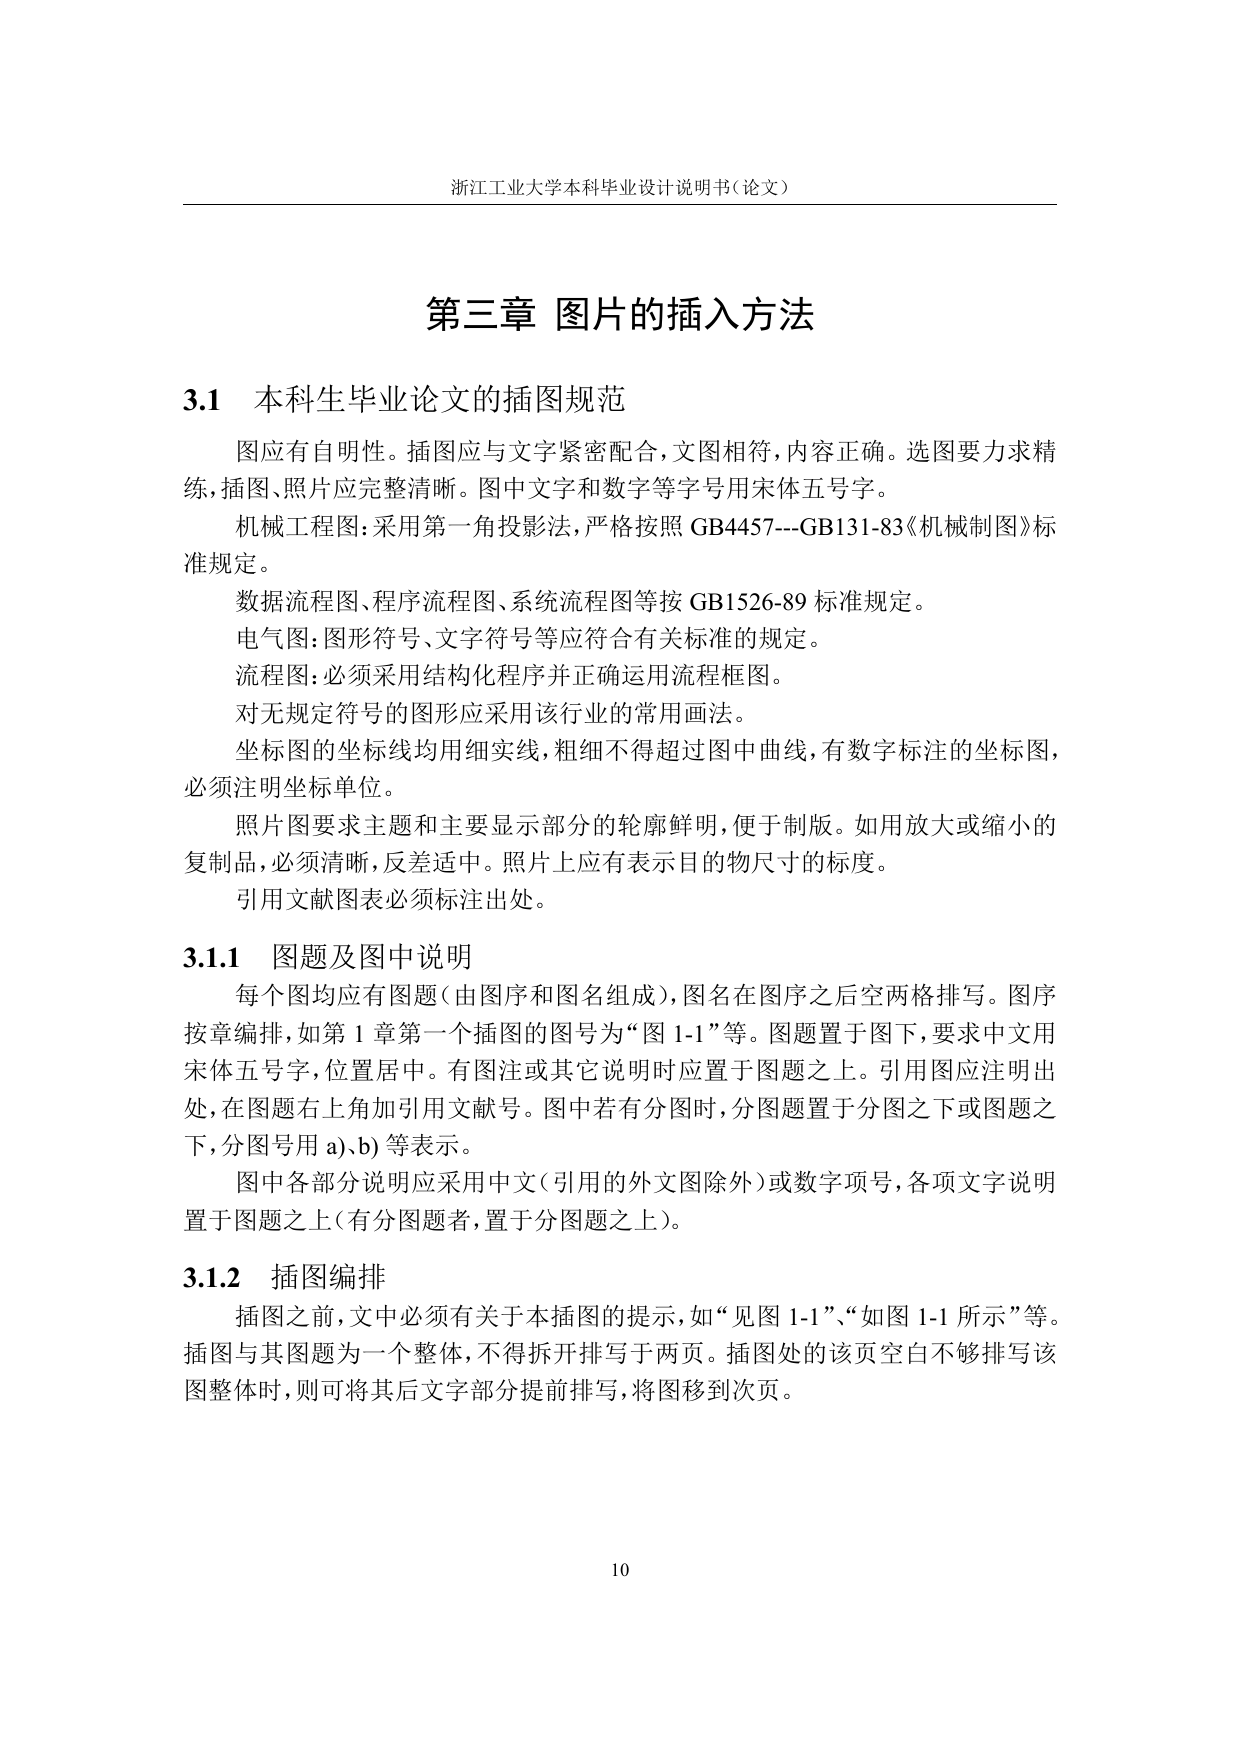 浙江工业大学本科毕业设计说明书（论文）
第三章 图片的插入方法
3.1 本科生毕业论文的插图规范
图应有自明性。插图应与文字紧密配合，文图相符，内容正确。选图要力求精
练，插图、照片应完整清晰。图中文字和数字等字号用宋体五号字。
机械工程图：采用第一角投影法，严格按照 GB4457---GB131-83《机械制图》标
准规定。
数据流程图、程序流程图、系统流程图等按 GB1526-89 标准规定。
电气图：图形符号、文字符号等应符合有关标准的规定。
流程图：必须采用结构化程序并正确运用流程框图。
对无规定符号的图形应采用该行业的常用画法。
坐标图的坐标线均用细实线，粗细不得超过图中曲线，有数字标注的坐标图，
必须注明坐标单位。
照片图要求主题和主要显示部分的轮廓鲜明，便于制版。如用放大或缩小的
复制品，必须清晰，反差适中。照片上应有表示目的物尺寸的标度。
引用文献图表必须标注出处。
3.1.1 图题及图中说明
每个图均应有图题（由图序和图名组成），图名在图序之后空两格排写。图序
按章编排，如第 1 章第一个插图的图号为“图 1-1”等。图题置于图下，要求中文用
宋体五号字，位置居中。有图注或其它说明时应置于图题之上。引用图应注明出
处，在图题右上角加引用文献号。图中若有分图时，分图题置于分图之下或图题之
下，分图号用 a)、b) 等表示。
图中各部分说明应采用中文（引用的外文图除外）或数字项号，各项文字说明
置于图题之上（有分图题者，置于分图题之上）。
3.1.2 插图编排
插图之前，文中必须有关于本插图的提示，如“见图 1-1”、“如图 1-1 所示”等。
插图与其图题为一个整体，不得拆开排写于两页。插图处的该页空白不够排写该
图整体时，则可将其后文字部分提前排写，将图移到次页。
10